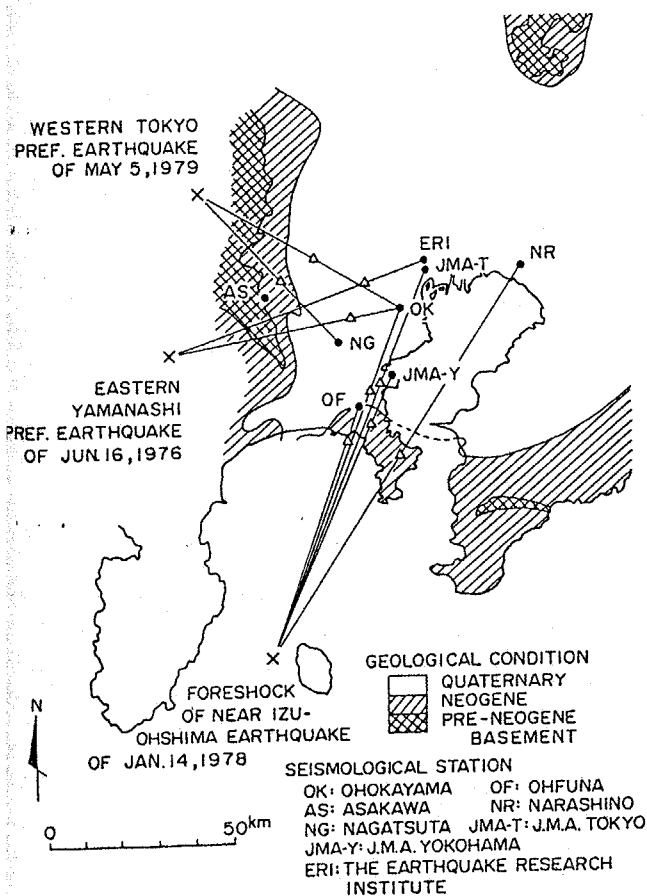 WESTERN TOKYO
PREF. EARTHQUAKE
OF MAY 5,1979
ERI
JMA-T
NR
AS
OK
NG
JMA-Y
OF
EASTERN
YAMANASHI
PREF. EARTHQUAKE
OF JUN.16,1976
FORESHOCK
OF NEAR IZU-
OHSHIMA EARTHQUAKE
OF JAN.14,1978
GEOLOGICAL CONDITION
QUATERNARY
NEOGENE
PRE-NEOGENE
BASEMENT
N
0 50km
SEISMOLOGICAL STATION
OK: OHOKAYAMA OF: OHFUNA
AS: ASAKAWA NR: NARASHINO
NG: NAGATSUTA JMA-T: J.M.A. TOKYO
JMA-Y: J.M.A. YOKOHAMA
ERI: THE EARTHQUAKE RESEARCH
INSTITUTE